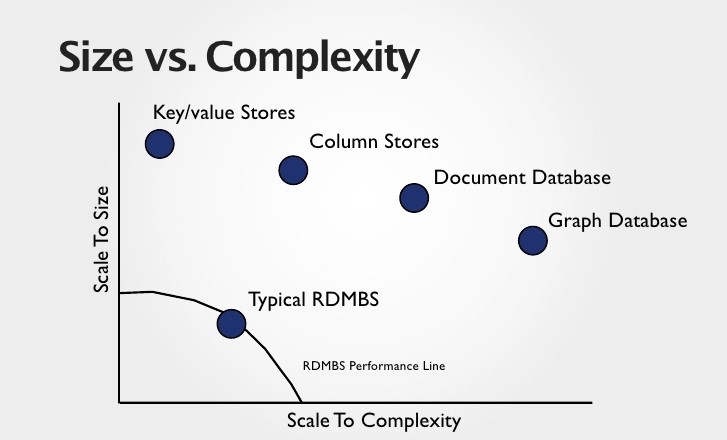 Size vs. Complexity
Key/value Stores
Column Stores
Document Database
Graph Database
Scale To Size
Typical RDMBS
RDMBS Performance Line
Scale To Complexity